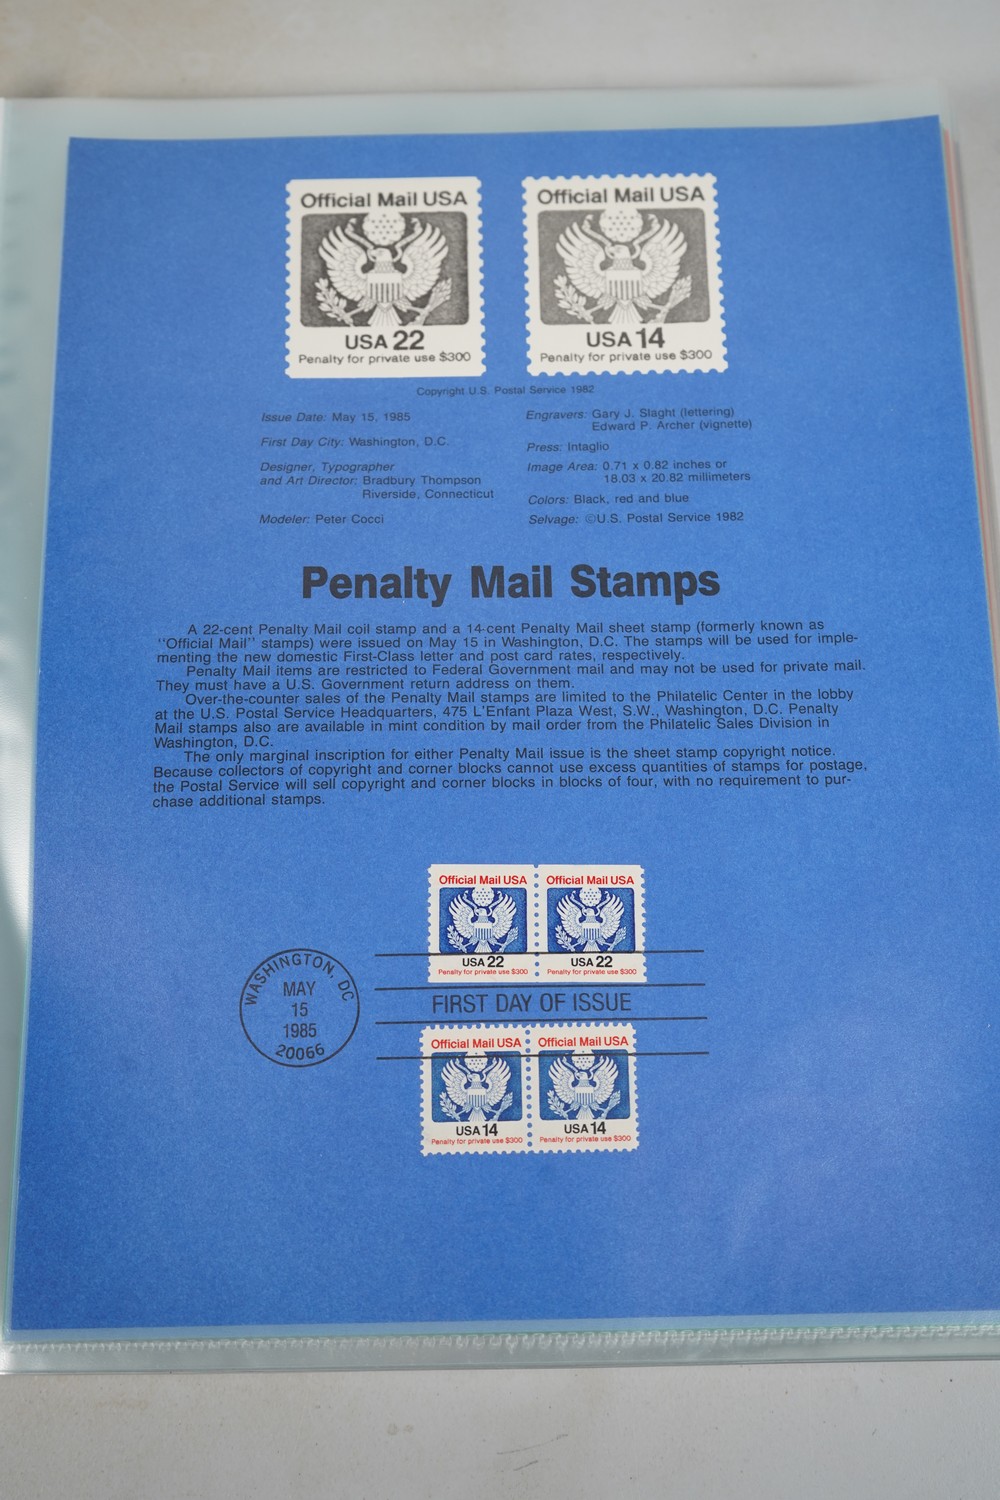 Official Mail USA
USA 22
Penalty for private use $300
Official Mail USA
USA 14
Penalty for private use $300
Copyright U.S. Postal Service 1982
Issue Date: May 15, 1985
First Day City: Washington, D.C.
Designer, Typographer
and Art Director: Bradbury Thompson
Riverside, Connecticut
Modeler: Peter Cocci
Engravers: Gary J. Slaght (lettering)
Edward P. Archer (vignette)
Press: Intaglio
Image Area: 0.71 x 0.82 inches or
18.03 x 20.82 millimeters
Colors: Black, red and blue
Selvage: ©U.S. Postal Service 1982
Penalty Mail Stamps
A 22-cent Penalty Mail coil stamp and a 14-cent Penalty Mail sheet stamp (formerly known as
"Official Mail" stamps) were issued on May 15 in Washington, D.C. The stamps will be used for imple-
menting the new domestic First-Class letter and post card rates, respectively.
Penalty Mail items are restricted to Federal Government mail and may not be used for private mail.
They must have a U.S. Government return address on them.
Over-the-counter sales of the Penalty Mail stamps are limited to the Philatelic Center in the lobby
at the U.S. Postal Service Headquarters, 475 L'Enfant Plaza West, S.W., Washington, D.C. Penalty
Mail stamps also are available in mint condition by mail order from the Philatelic Sales Division in
Washington, D.C.
The only marginal inscription for either Penalty Mail issue is the sheet stamp copyright notice.
Because collectors of copyright and corner blocks cannot use excess quantities of stamps for postage,
the Postal Service will sell copyright and corner blocks in blocks of four, with no requirement to pur-
chase additional stamps.
Official Mail USA
USA 22
Penalty for private use $300
Official Mail USA
USA 22
Penalty for private use $300
WASHINGTON, DC
MAY
15
1985
20066
FIRST DAY OF ISSUE
Official Mail USA
USA 14
Penalty for private use $300
Official Mail USA
USA 14
Penalty for private use $300